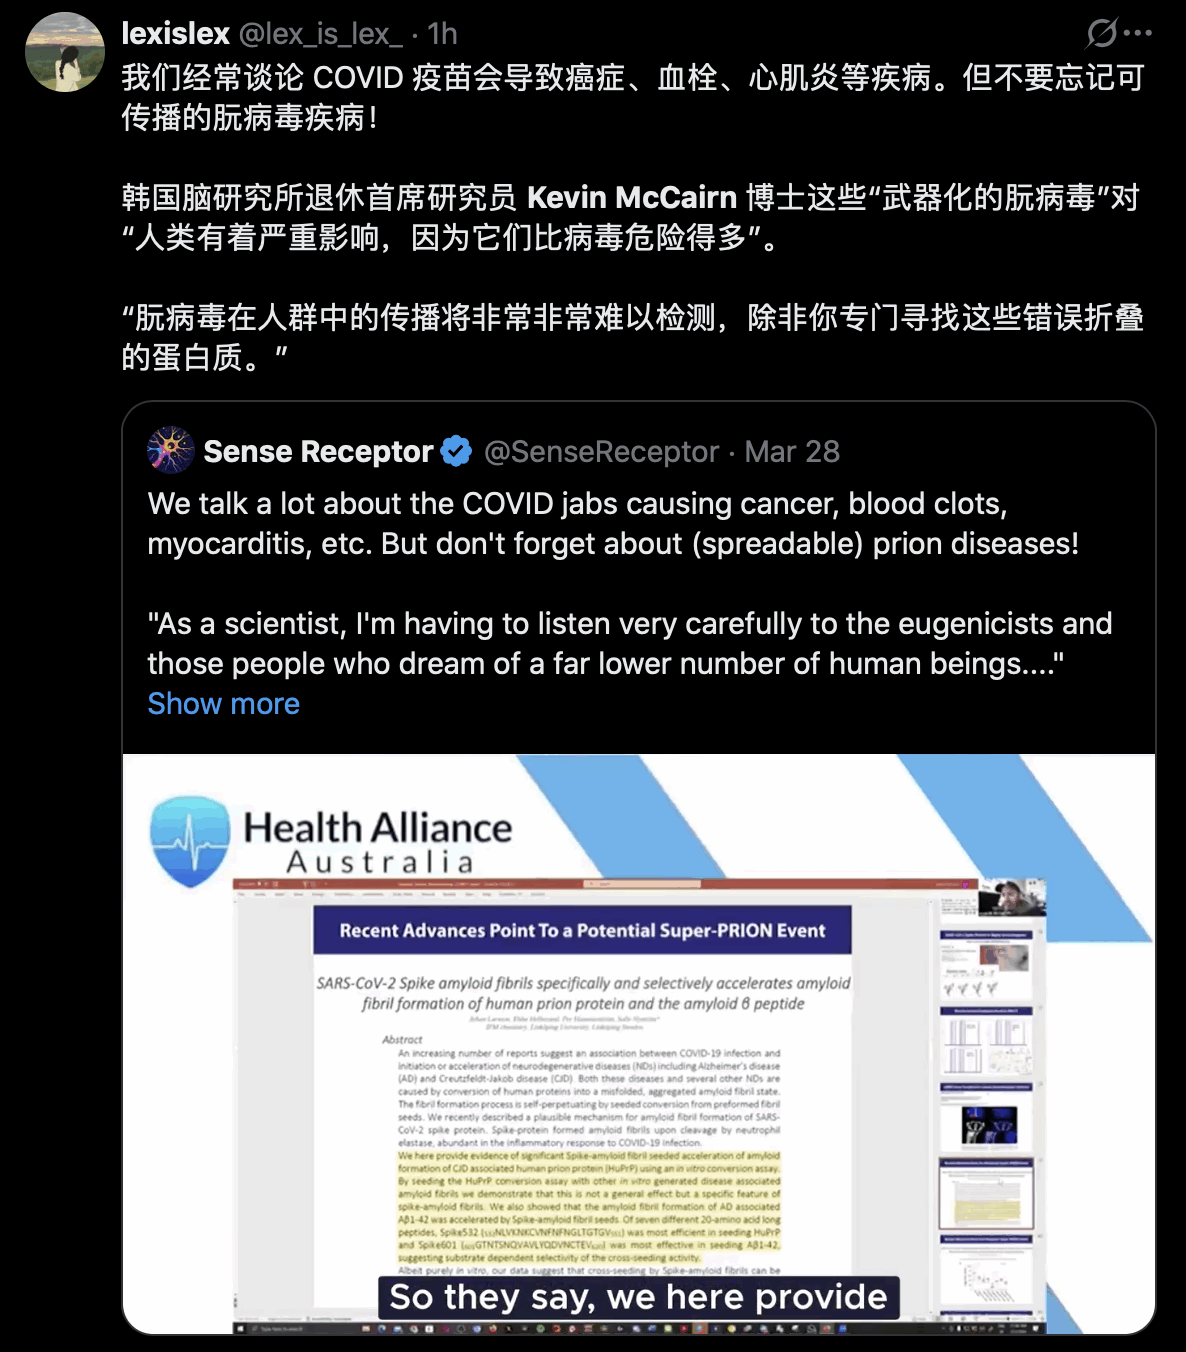 lexislex @lex_is_lex_ · 1h
我们经常谈论 COVID 疫苗会导致癌症、血栓、心肌炎等疾病。但不要忘记可
传播的朊病毒疾病！
韩国脑研究所退休首席研究员 Kevin McCairn 博士这些“武器化的朊病毒”对
“人类有着严重影响，因为它们比病毒危险得多”。
“朊病毒在人群中的传播将非常非常难以检测，除非你专门寻找这些错误折叠
的蛋白质。”
Sense Receptor @SenseReceptor · Mar 28
We talk a lot about the COVID jabs causing cancer, blood clots,
myocarditis, etc. But don't forget about (spreadable) prion diseases!
"As a scientist, I'm having to listen very carefully to the eugenicists and
those people who dream of a far lower number of human beings...."
Show more
Health Alliance
Australia
Recent Advances Point To a Potential Super-PRION Event
SARS-CoV-2 Spike amyloid fibrils specifically and selectively accelerates amyloid
fibril formation of human prion protein and the amyloid β peptide
Abstract
An increasing number of reports suggest an association between COVID-19 infection and
initiation or acceleration of neurodegenerative diseases (NDs) including Alzheimer's disease
(AD) and Creutzfeldt-Jakob disease (CJD). Both these diseases and several other NDs are
caused by conversion of human proteins into a misfolded, aggregated amyloid fibril state.
The fibril formation process is self-perpetuating by seeded conversion from preformed fibril
seeds. We recently described a plausible mechanism for amyloid fibril formation of SARS-
CoV-2 spike protein. Spike-protein formed amyloid fibrils upon cleavage by neutrophil
elastase, abundant in the inflammatory response to COVID-19 infection.
We here provide evidence of significant Spike-amyloid fibril seeded acceleration of amyloid
formation of CJD associated human prion protein (HuPrP) using an in vitro conversion assay.
By seeding the HuPrP conversion assay with other in vitro generated disease associated
amyloid fibrils we demonstrate that this is not a general effect but a specific feature of
spike-amyloid fibrils. We also showed that the amyloid fibril formation of AD associated
Aβ1-42 was accelerated by Spike-amyloid fibril seeds. Of seven different 20-amino acid long
peptides, Spike532 was most efficient in seeding HuPrP
and Spike601 was most effective in seeding Aβ1-42,
suggesting substrate dependent selectivity of the cross-seeding activity.
Albeit purely in vitro, our data suggest that cross-seeding by Spike-amyloid fibrils can be
So they say, we here provide